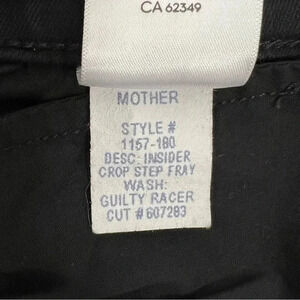 CA 62349
MOTHER
STYLE #
1157-180
DESC: INSIDER
CROP STEP FRAY
WASH:
GUILTY RACER
CUT #607283